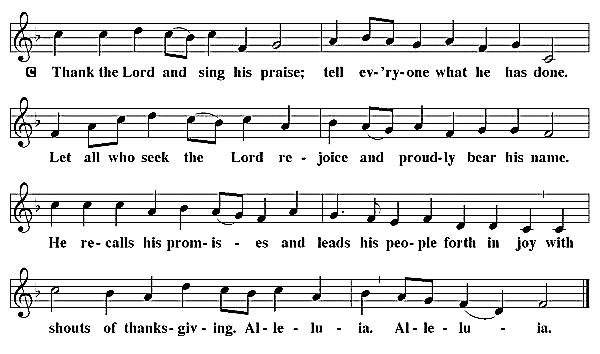 C Thank the Lord and sing his praise; tell ev-'ry-one what he has done.
Let all who seek the Lord re-joice and proud-ly bear his name.
He re-calls his prom-is-es and leads his peo-ple forth in joy with
shouts of thanks-giv-ing. Al-le-lu-ia. Al-le-lu-ia.